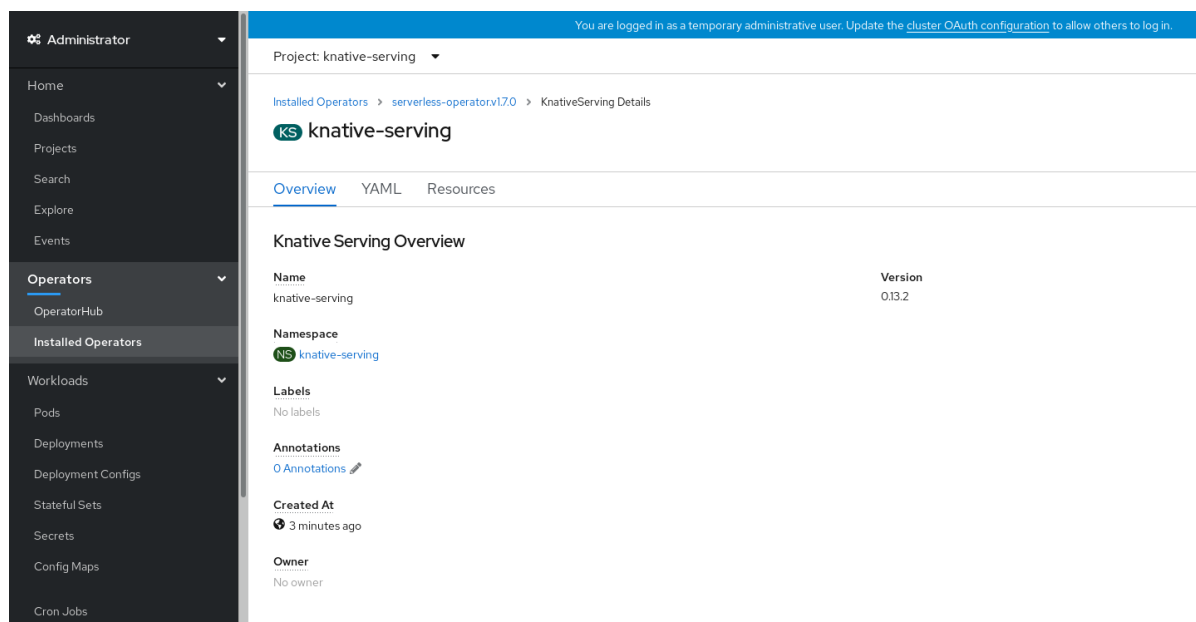 Administrator
Home
Dashboards
Projects
Search
Explore
Events
Operators
OperatorHub
Installed Operators
Workloads
Pods
Deployments
Deployment Configs
Stateful Sets
Secrets
Config Maps
Cron Jobs
You are logged in as a temporary administrative user. Update the cluster OAuth configuration to allow others to log in.
Project: knative-serving
Installed Operators > serverless-operator.v1.7.0 > KnativeServing Details
KS knative-serving
Overview YAML Resources
Knative Serving Overview
Name
knative-serving
Version
0.13.2
Namespace
NS knative-serving
Labels
No labels
Annotations
0 Annotations
Created At
3 minutes ago
Owner
No owner